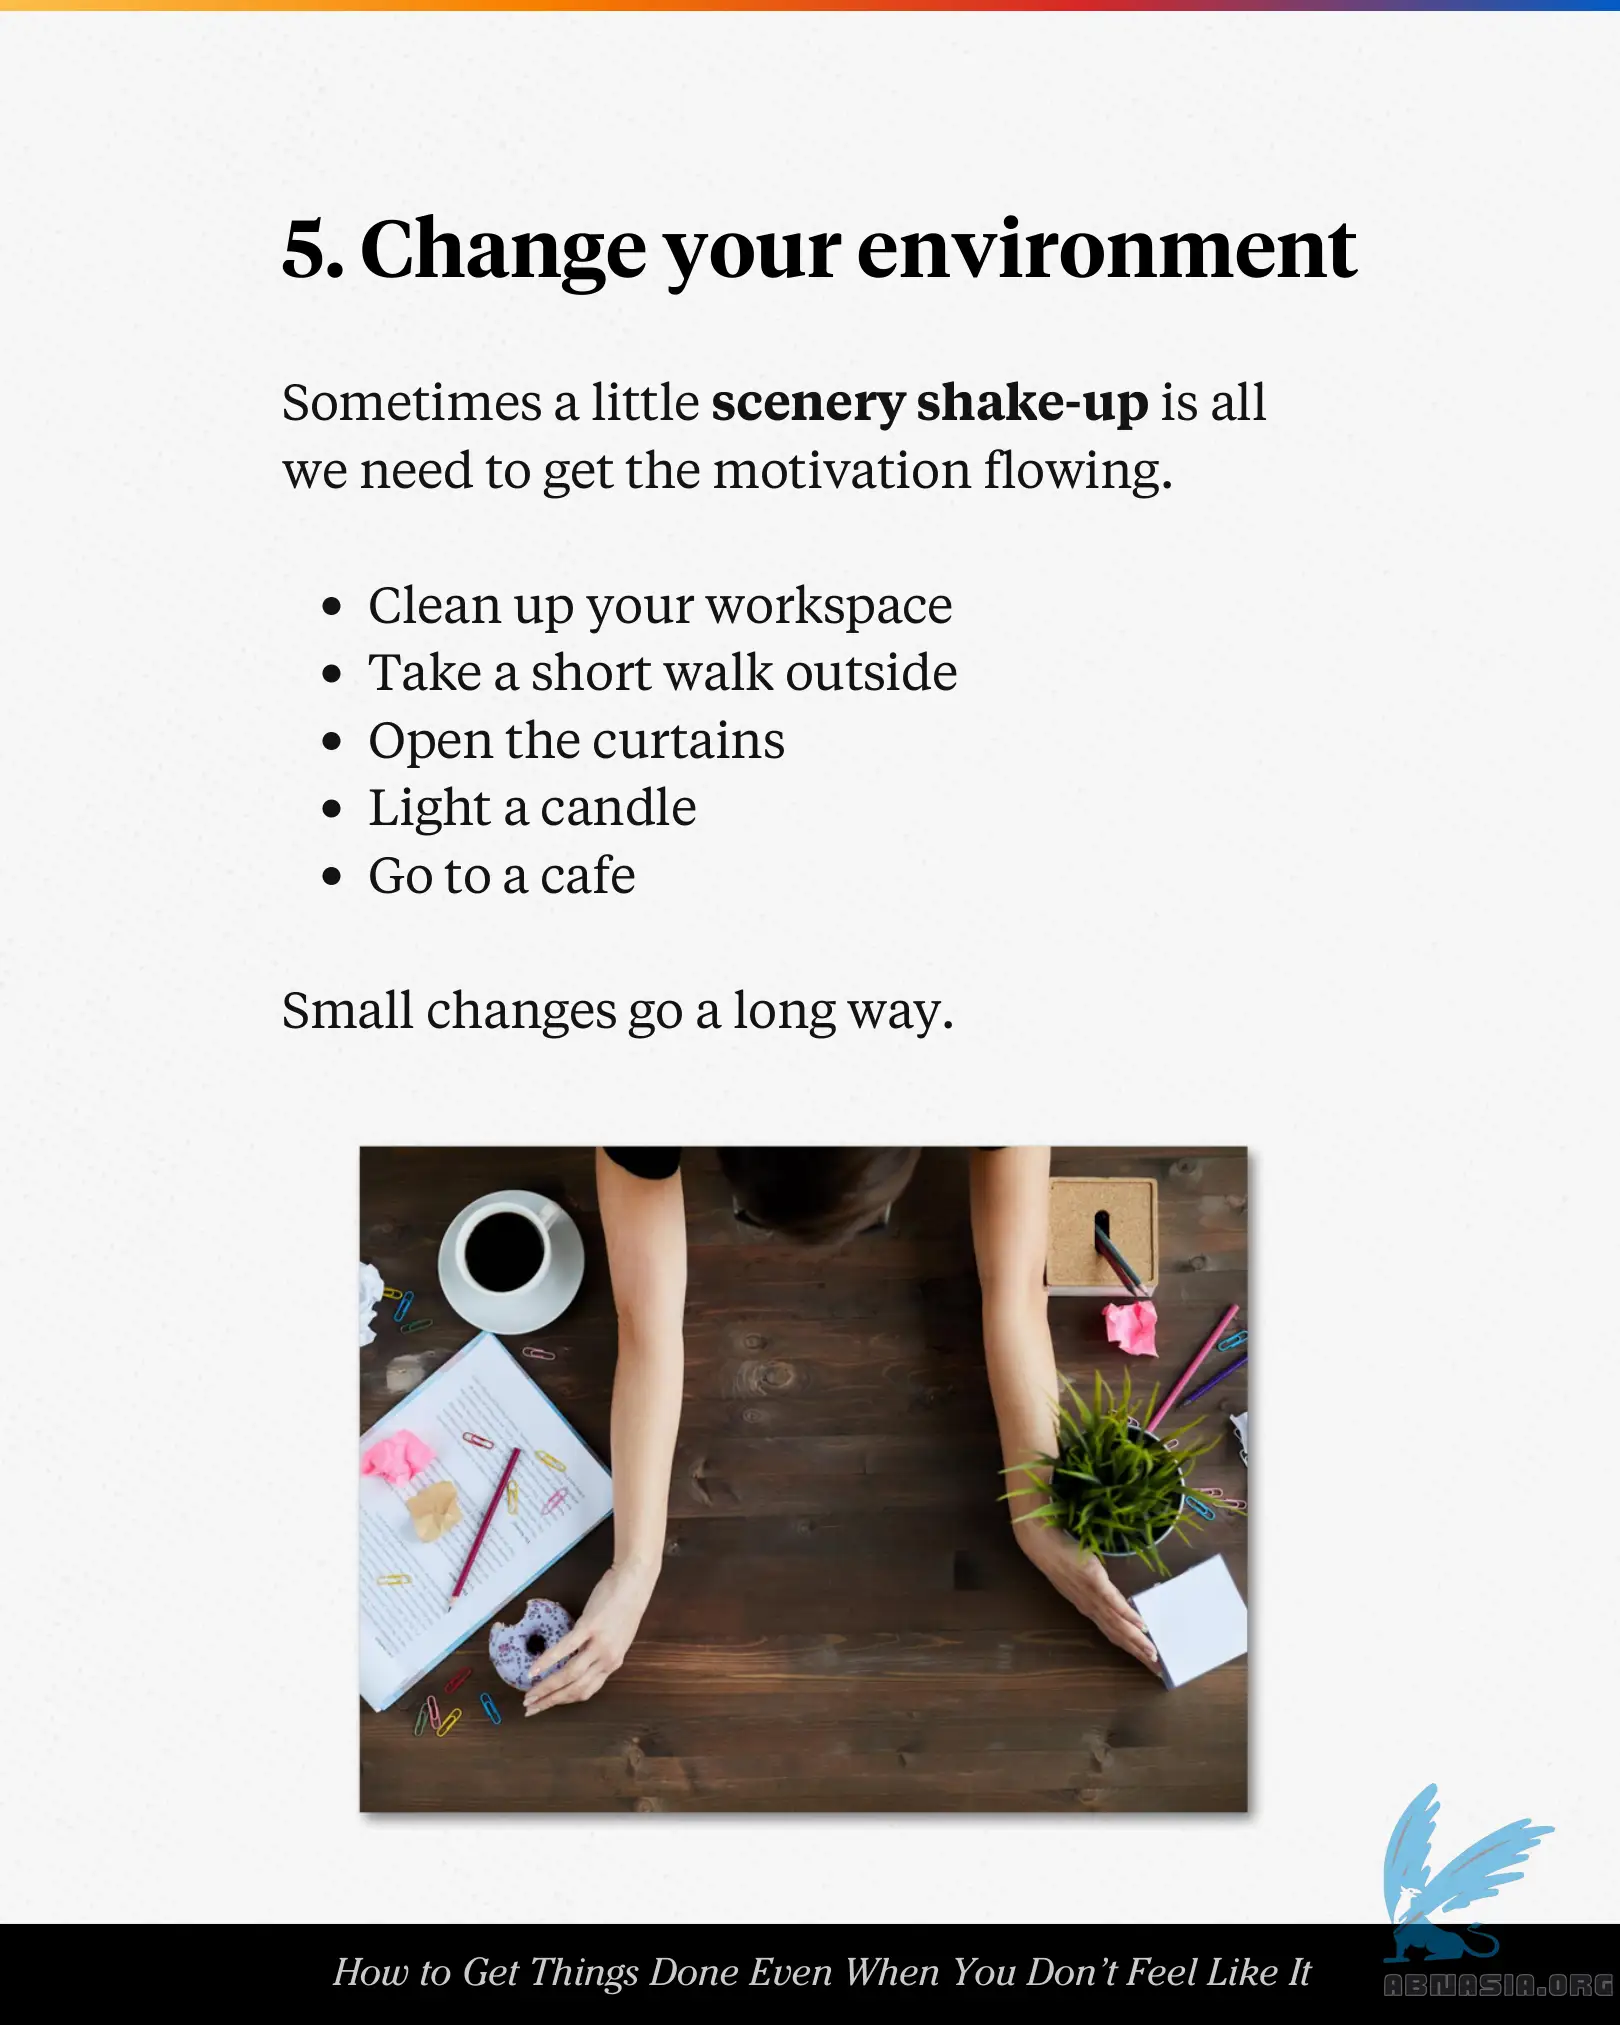 5. Change your environment
Sometimes a little scenery shake-up is all
we need to get the motivation flowing.
• Clean up your workspace
• Take a short walk outside
• Open the curtains
• Light a candle
• Go to a cafe
Small changes go a long way.
How to Get Things Done Even When You Don’t Feel Like It
ABNASIA.ORG